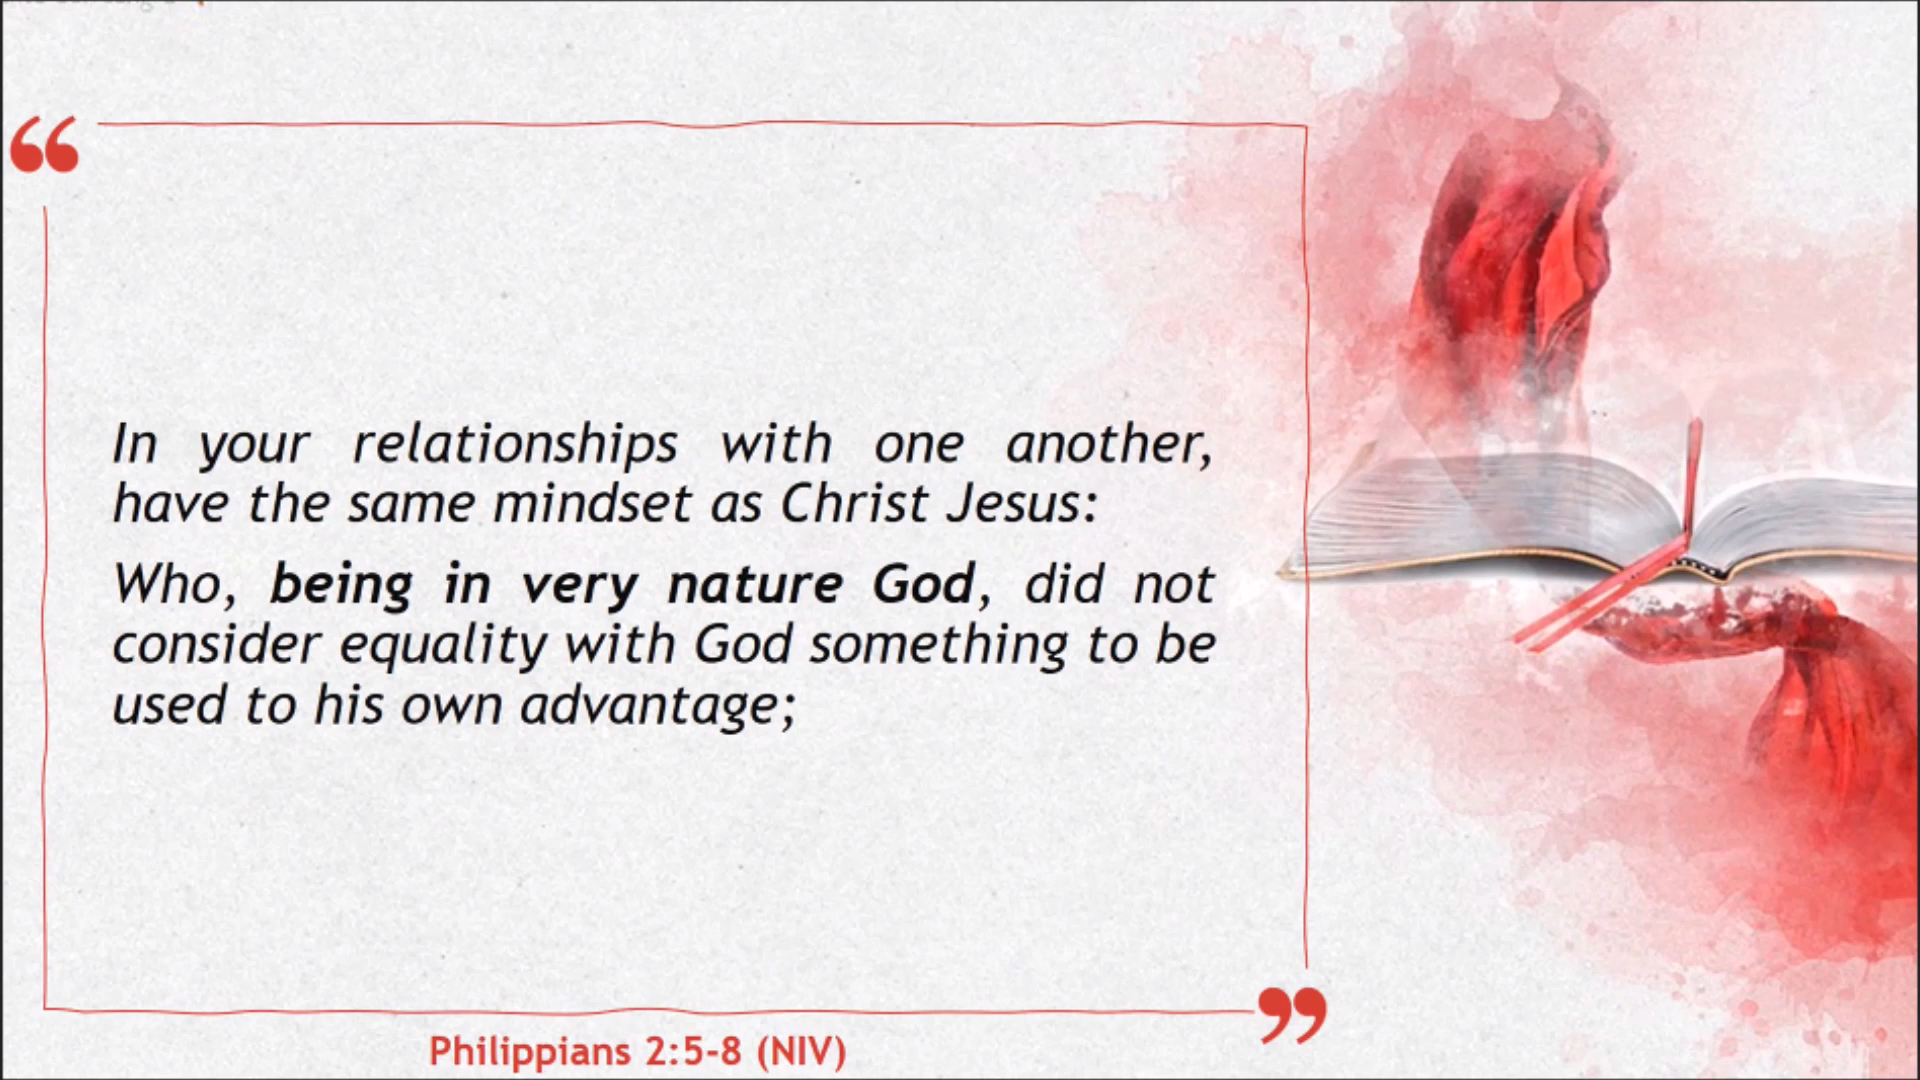 “
In your relationships with one another,
have the same mindset as Christ Jesus:
Who, being in very nature God, did not
consider equality with God something to be
used to his own advantage;
”
Philippians 2:5-8 (NIV)